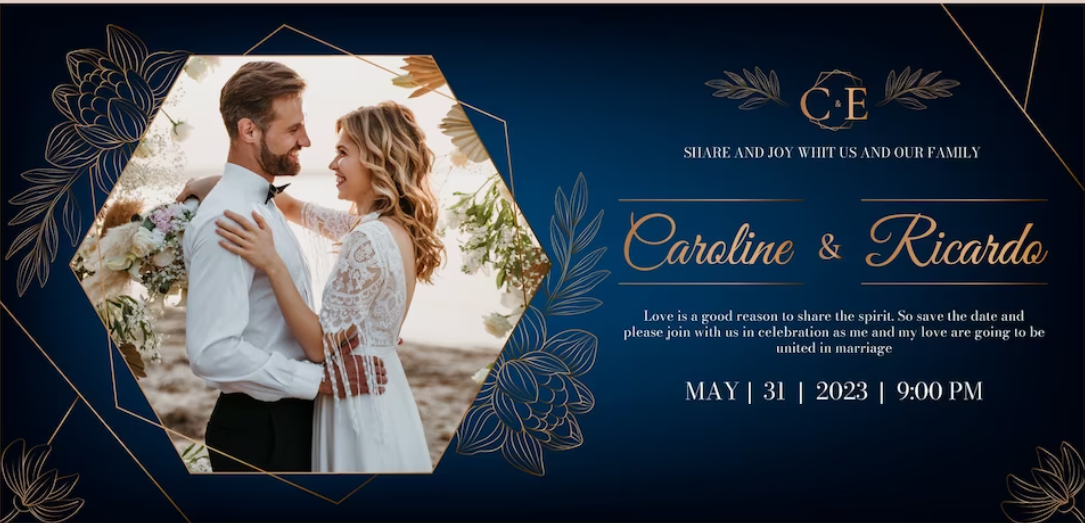 C & E
SHARE AND JOY WHIT US AND OUR FAMILY
Caroline & Ricardo
Love is a good reason to share the spirit. So save the date and
please join with us in celebration as me and my love are going to be
united in marriage
MAY | 31 | 2023 | 9:00 PM